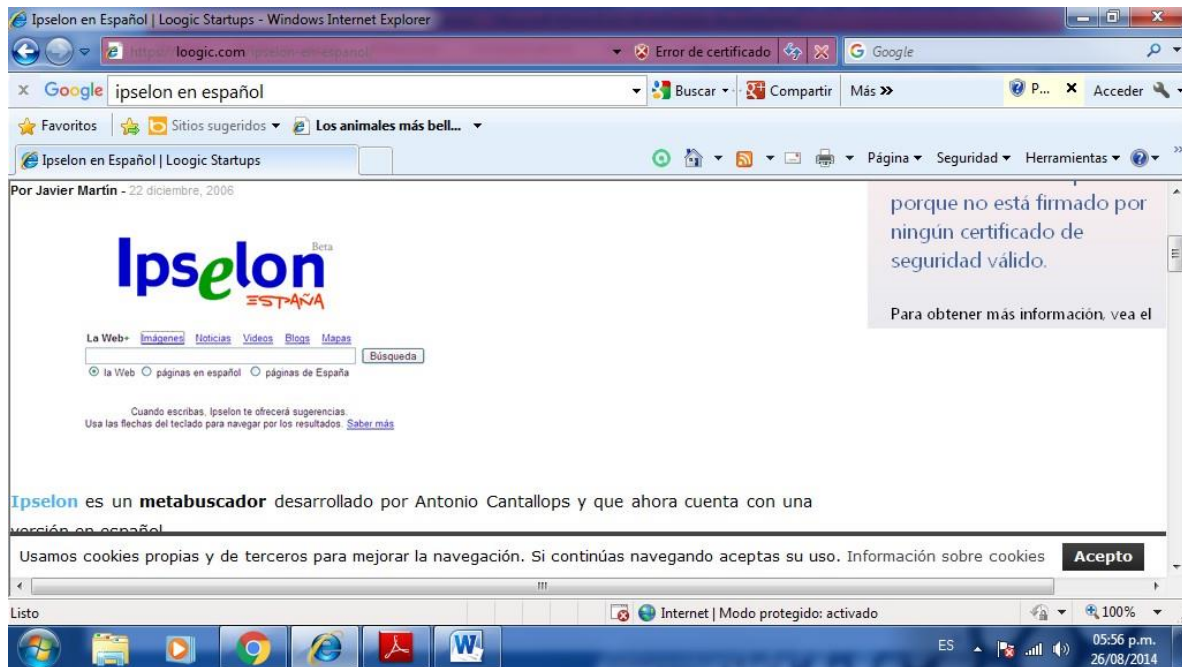 Ipselon en Español | Loogic Startups - Windows Internet Explorer
https://loogic.com/ipselon-en-espanol/
Error de certificado
Google
Google ipselon en español
Buscar
Compartir
Más »
P...
Acceder
Favoritos
Sitios sugeridos
Los animales más bell...
Ipselon en Español | Loogic Startups
Página
Seguridad
Herramientas
Por Javier Martín - 22 diciembre, 2006
porque no está firmado por
ningún certificado de
seguridad válido.
Para obtener más información, vea el
Ipselon
Beta
ESPAÑA
La Web+ Imágenes Noticias Videos Blogs Mapas
Búsqueda
la Web páginas en español páginas de España
Cuando escribas, Ipselon te ofrecerá sugerencias.
Usa las flechas del teclado para navegar por los resultados. Saber más
Ipselon es un metabuscador desarrollado por Antonio Cantallops y que ahora cuenta con una
versión en español
Usamos cookies propias y de terceros para mejorar la navegación. Si continúas navegando aceptas su uso. Información sobre cookies Acepto
Listo
Internet | Modo protegido: activado
100%
ES
05:56 p.m.
26/08/2014